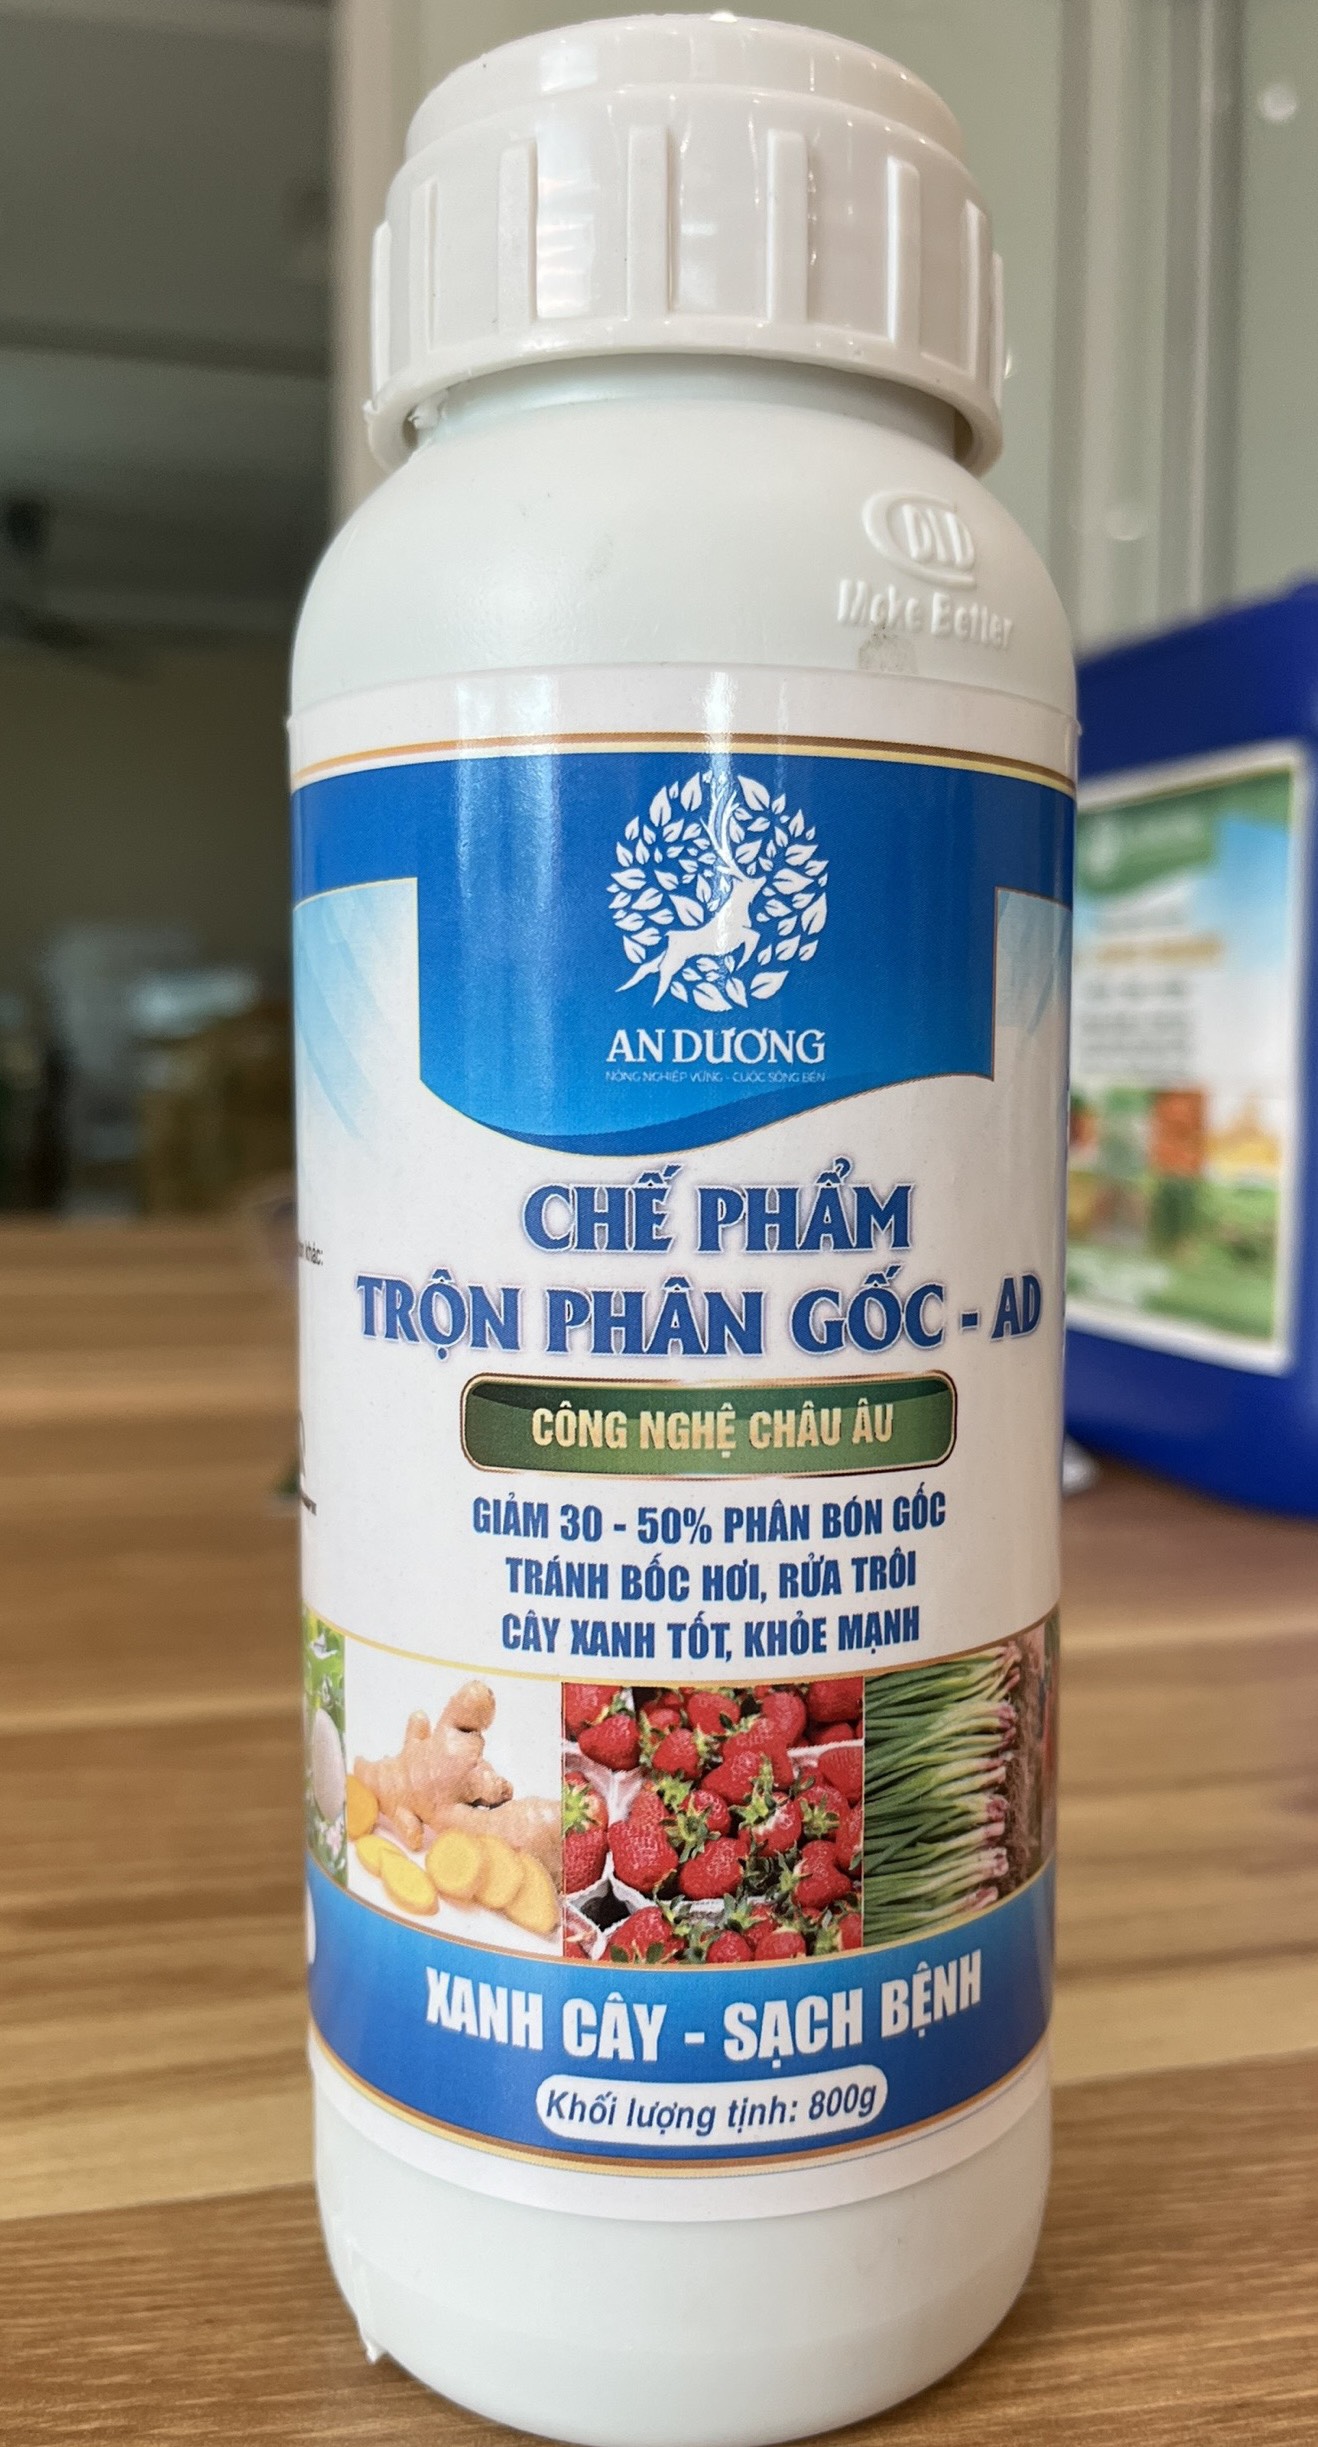 DLD
Make Better
AN DƯƠNG
NÔNG NGHIỆP VỮNG - CUỘC SỐNG BỀN
CHẾ PHẨM
TRỘN PHÂN GỐC - AD
khác:
CÔNG NGHỆ CHÂU ÂU
GIẢM 30 - 50% PHÂN BÓN GỐC
TRÁNH BỐC HƠI, RỬA TRÔI
CÂY XANH TỐT, KHỎE MẠNH
XANH CÂY - SẠCH BỆNH
Khối lượng tịnh: 800g